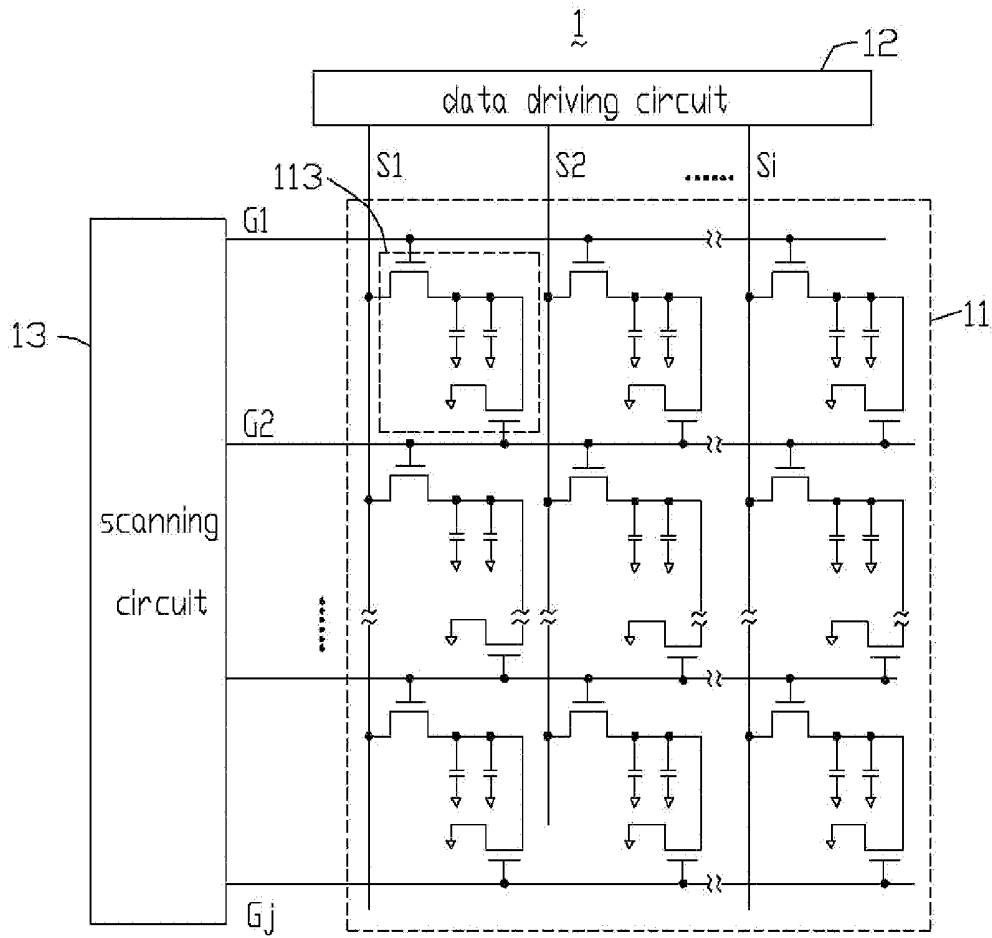 1
12
data driving circuit
S1
S2
......
Si
113
G1
13
11
G2
scanning
circuit
......
Gj